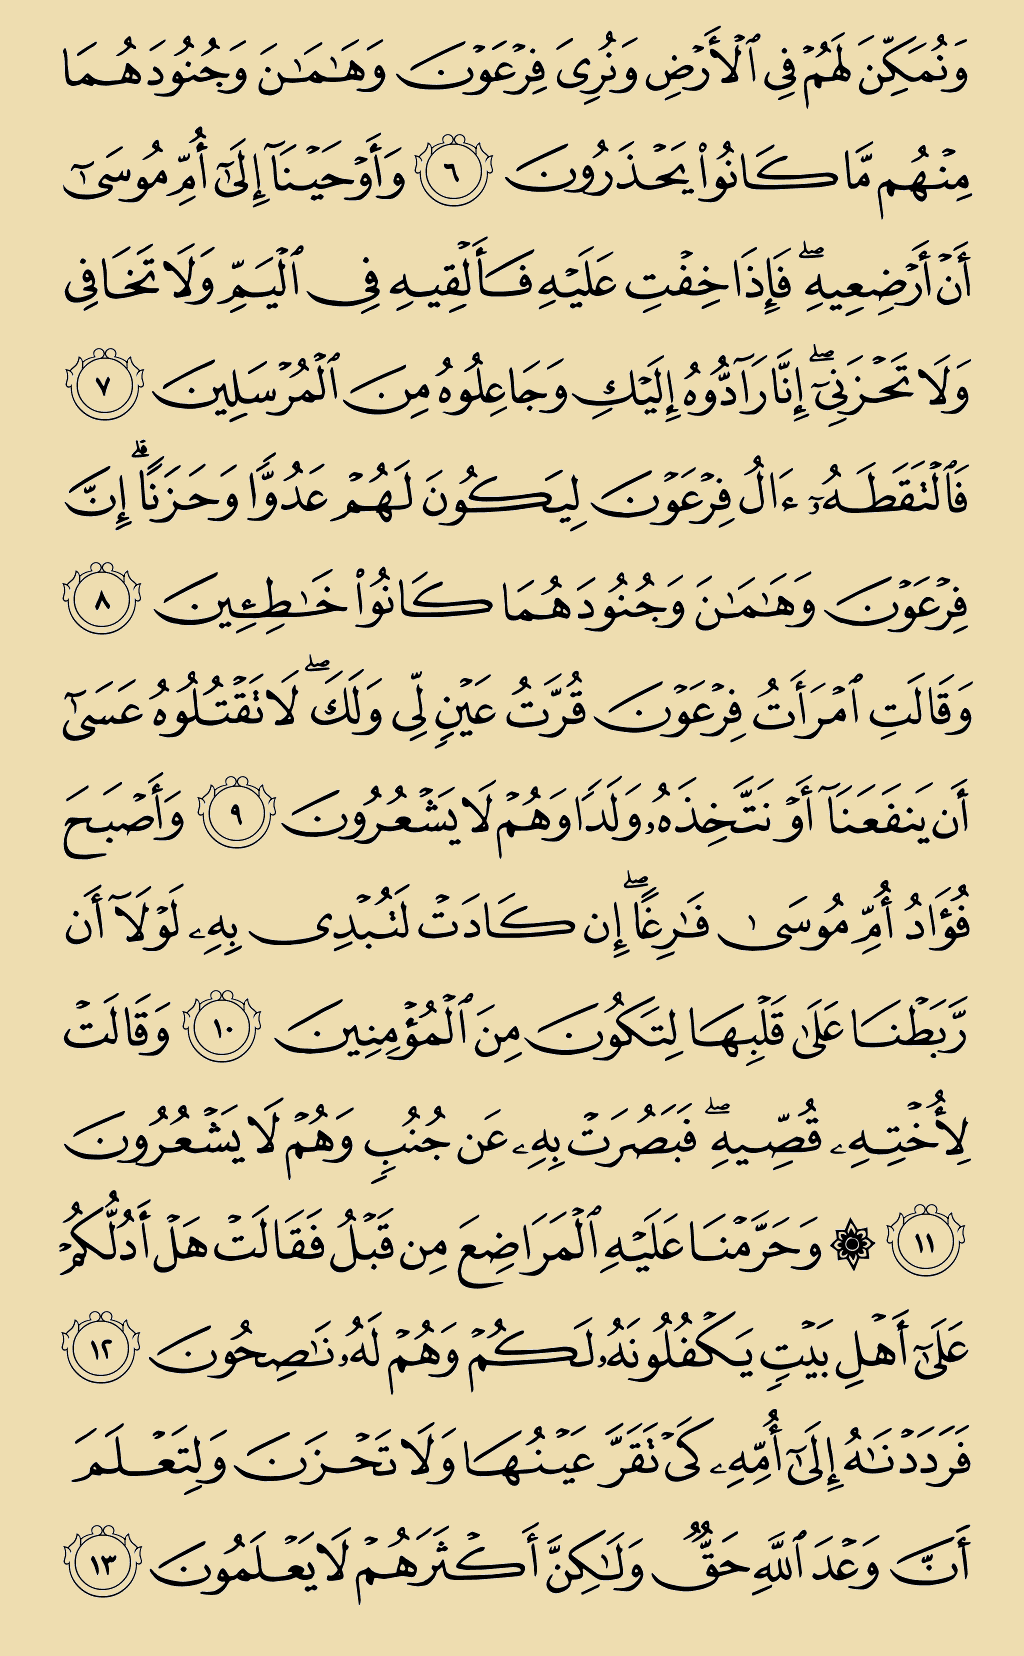 وَنُمَكِّنَ لَهُمْ فِى ٱلْأَرْضِ وَنُرِىَ فِرْعَوْنَ وَهَٰمَٰنَ وَجُنُودَهُمَا
مِنْهُم مَّا كَانُوا۟ يَحْذَرُونَ ٦ وَأَوْحَيْنَآ إِلَىٰٓ أُمِّ مُوسَىٰٓ
أَنْ أَرْضِعِيهِ ۖ فَإِذَا خِفْتِ عَلَيْهِ فَأَلْقِيهِ فِى ٱلْيَمِّ وَلَا تَخَافِى
وَلَا تَحْزَنِىٓ ۖ إِنَّا رَآدُّوهُ إِلَيْكِ وَجَاعِلُوهُ مِنَ ٱلْمُرْسَلِينَ ٧
فَٱلْتَقَطَهُۥٓ ءَالُ فِرْعَوْنَ لِيَكُونَ لَهُمْ عَدُوًّا وَحَزَنًا ۗ إِنَّ
فِرْعَوْنَ وَهَٰمَٰنَ وَجُنُودَهُمَا كَانُوا۟ خَٰطِـِٔينَ ٨
وَقَالَتِ ٱمْرَأَتُ فِرْعَوْنَ قُرَّتُ عَيْنٍ لِّى وَلَكَ ۖ لَا تَقْتُلُوهُ عَسَىٰٓ
أَن يَنفَعَنَآ أَوْ نَتَّخِذَهُۥ وَلَدًا وَهُمْ لَا يَشْعُرُونَ ٩ وَأَصْبَحَ
فُؤَادُ أُمِّ مُوسَىٰ فَٰرِغًا ۖ إِن كَادَتْ لَتُبْدِى بِهِۦ لَوْلَآ أَن
رَّبَطْنَا عَلَىٰ قَلْبِهَا لِتَكُونَ مِنَ ٱلْمُؤْمِنِينَ ١٠ وَقَالَتْ
لِأُخْتِهِۦ قُصِّيهِ ۖ فَبَصُرَتْ بِهِۦ عَن جُنُبٍ وَهُمْ لَا يَشْعُرُونَ
١١ ۞ وَحَرَّمْنَا عَلَيْهِ ٱلْمَرَاضِعَ مِن قَبْلُ فَقَالَتْ هَلْ أَدُلُّكُمْ
عَلَىٰٓ أَهْلِ بَيْتٍ يَكْفُلُونَهُۥ لَكُمْ وَهُمْ لَهُۥ نَٰصِحُونَ ١٢
فَرَدَدْنَٰهُ إِلَىٰٓ أُمِّهِۦ كَىْ تَقَرَّ عَيْنُهَا وَلَا تَحْزَنَ وَلِتَعْلَمَ
أَنَّ وَعْدَ ٱللَّهِ حَقٌّ وَلَٰكِنَّ أَكْثَرَهُمْ لَا يَعْلَمُونَ ١٣